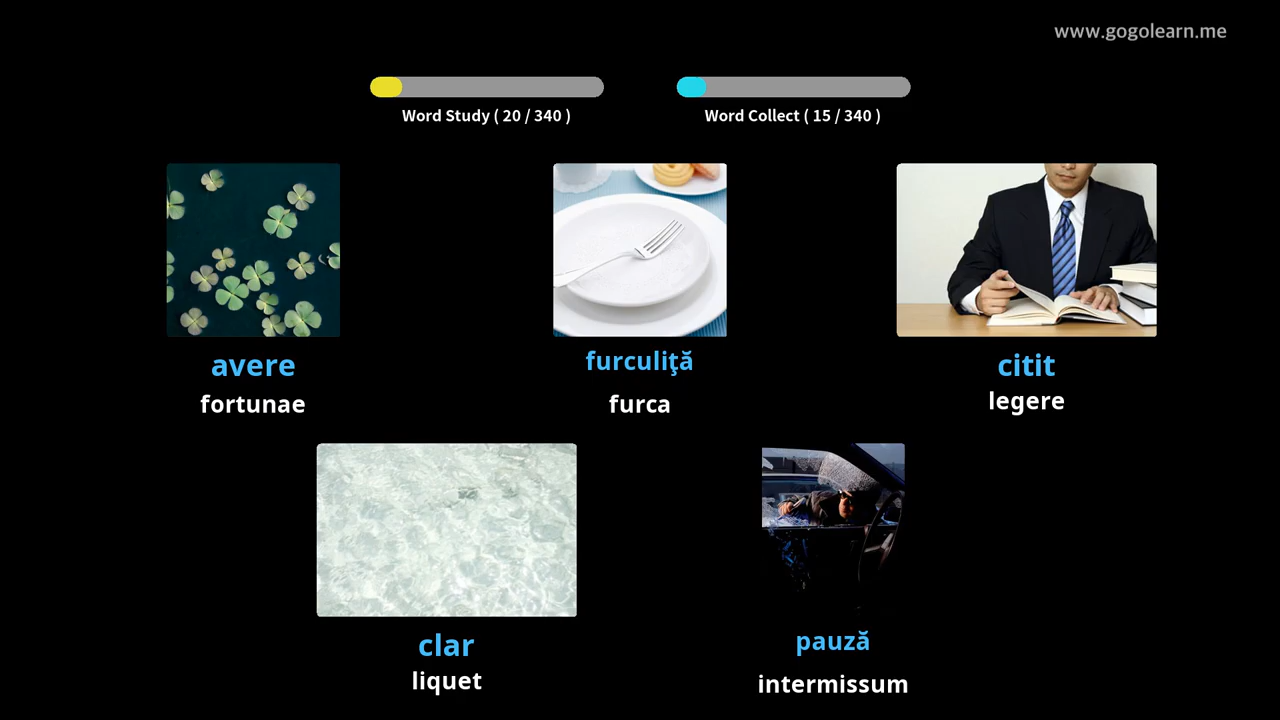 www.gogolearn.me
Word Study ( 20 / 340 )
Word Collect ( 15 / 340 )
avere
fortunae
furculiţă
furca
citit
legere
clar
liquet
pauză
intermissum